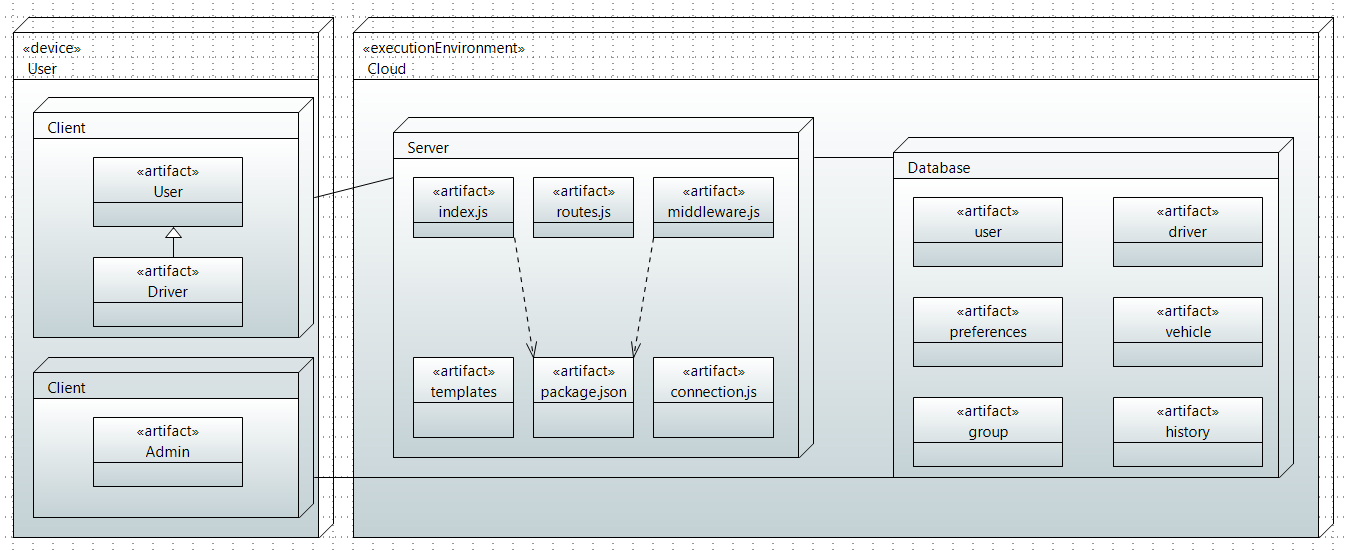 «device»
User
Client
«artifact»
User
«artifact»
Driver
Client
«artifact»
Admin
«executionEnvironment»
Cloud
Server
«artifact»
index.js
«artifact»
routes.js
«artifact»
middleware.js
«artifact»
templates
«artifact»
package.json
«artifact»
connection.js
Database
«artifact»
user
«artifact»
driver
«artifact»
preferences
«artifact»
vehicle
«artifact»
group
«artifact»
history